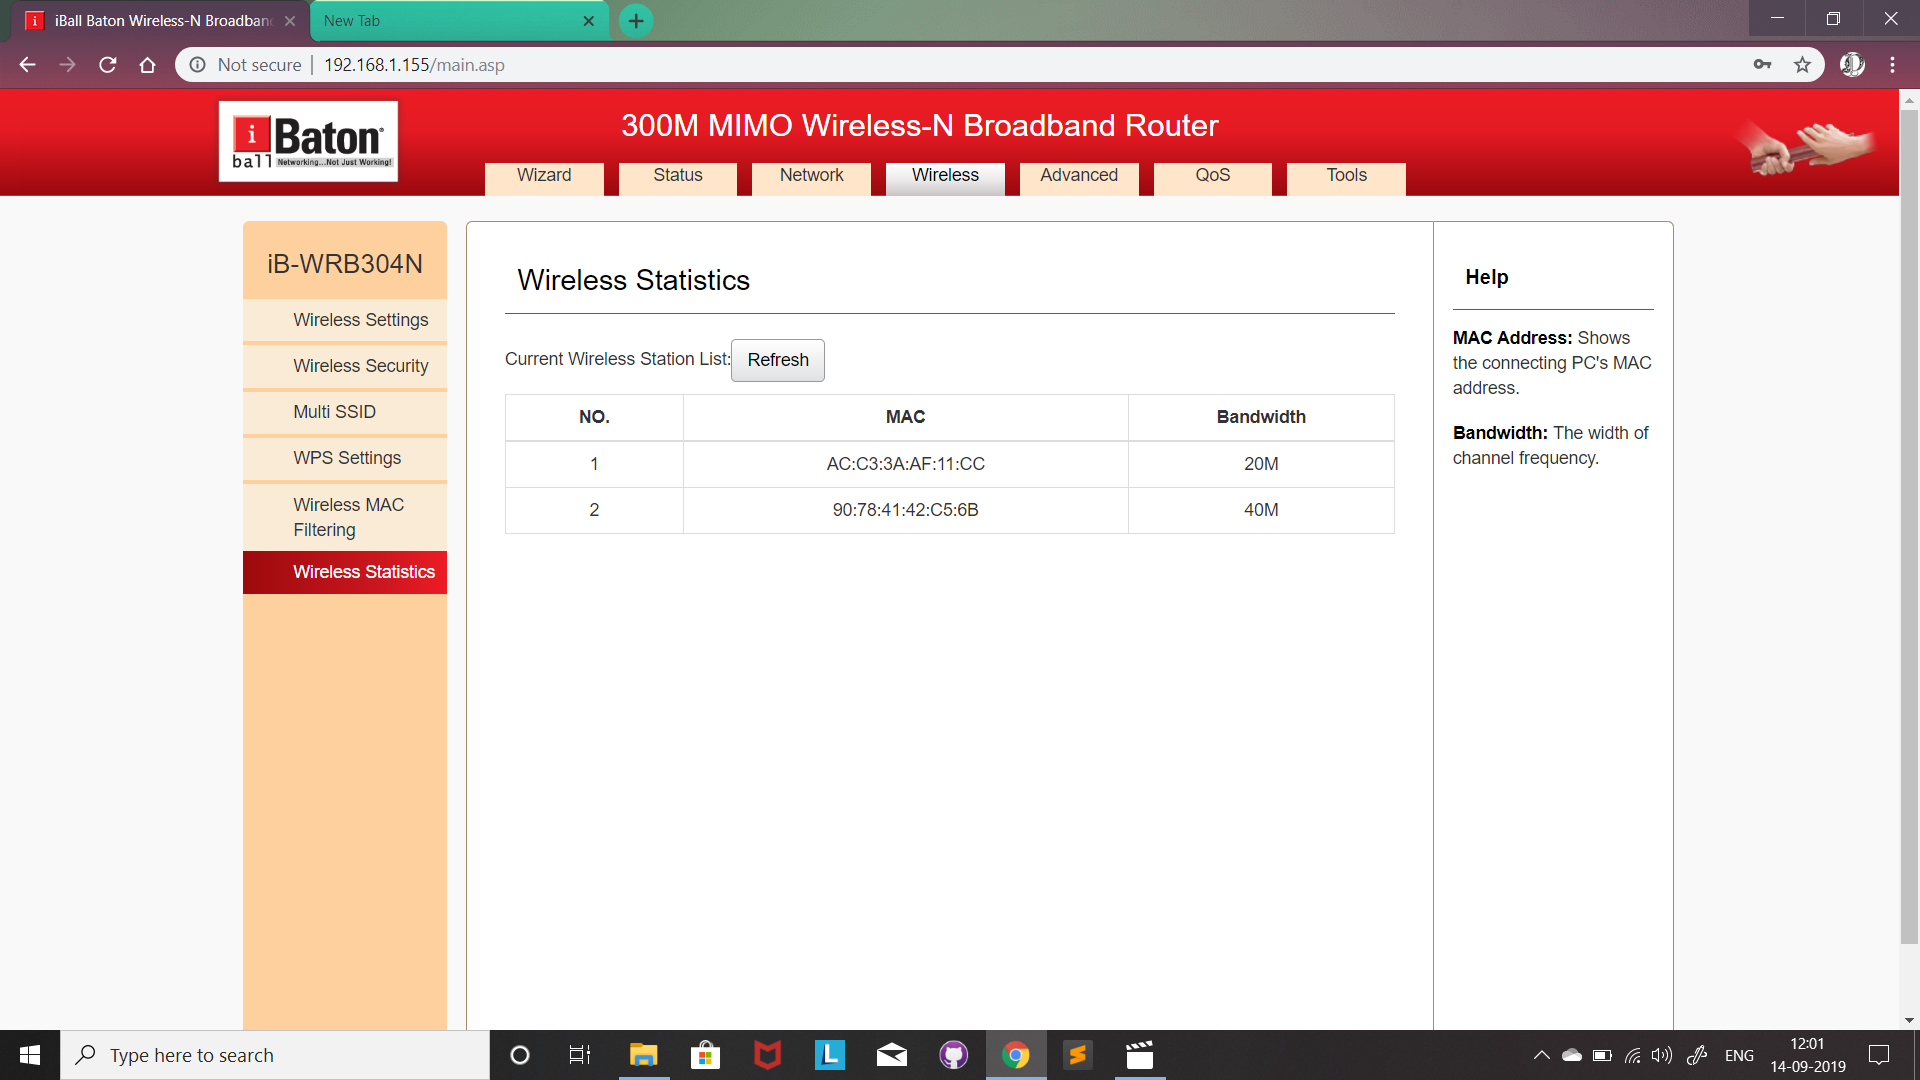 iBall Baton Wireless-N Broadban
New Tab
Not secure | 192.168.1.155/main.asp
i Baton
ball Networking...Not Just Working!
300M MIMO Wireless-N Broadband Router
Wizard Status Network Wireless Advanced QoS Tools
iB-WRB304N
Wireless Settings
Wireless Security
Multi SSID
WPS Settings
Wireless MAC
Filtering
Wireless Statistics
Wireless Statistics
Current Wireless Station List: Refresh
NO. MAC Bandwidth
1 AC:C3:3A:AF:11:CC 20M
2 90:78:41:42:C5:6B 40M
Help
MAC Address: Shows
the connecting PC's MAC
address.
Bandwidth: The width of
channel frequency.
Type here to search
L
ENG
12:01
14-09-2019